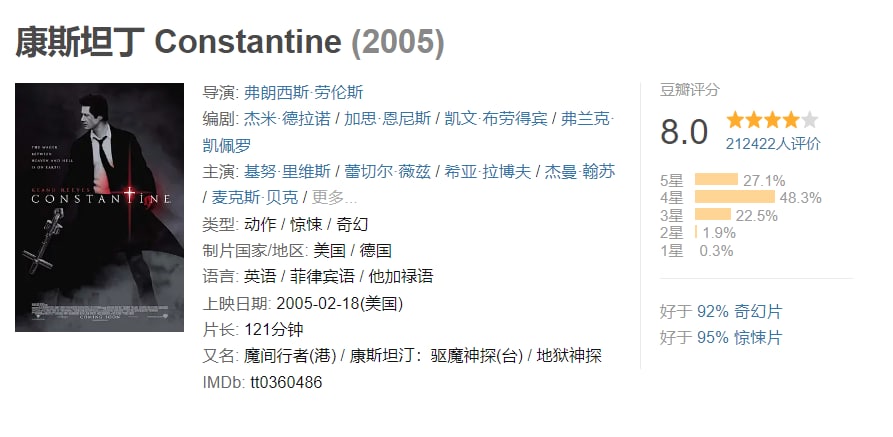 康斯坦丁 Constantine (2005)
THE WAGER
BETWEEN
HEAVEN AND HELL
IS ON EARTH
KEANU REEVES
CONSTANTINE
COMING SOON
导演: 弗朗西斯·劳伦斯
编剧: 杰米·德拉诺 / 加思·恩尼斯 / 凯文·布劳得宾 / 弗兰克·
凯佩罗
主演: 基努·里维斯 / 蕾切尔·薇兹 / 希亚·拉博夫 / 杰曼·翰苏
/ 麦克斯·贝克 / 更多...
类型: 动作 / 惊悚 / 奇幻
制片国家/地区: 美国 / 德国
语言: 英语 / 菲律宾语 / 他加禄语
上映日期: 2005-02-18(美国)
片长: 121分钟
又名: 魔间行者(港) / 康斯坦汀：驱魔神探(台) / 地狱神探
IMDb: tt0360486
豆瓣评分
8.0
212422人评价
5星 27.1%
4星 48.3%
3星 22.5%
2星 1.9%
1星 0.3%
好于 92% 奇幻片
好于 95% 惊悚片